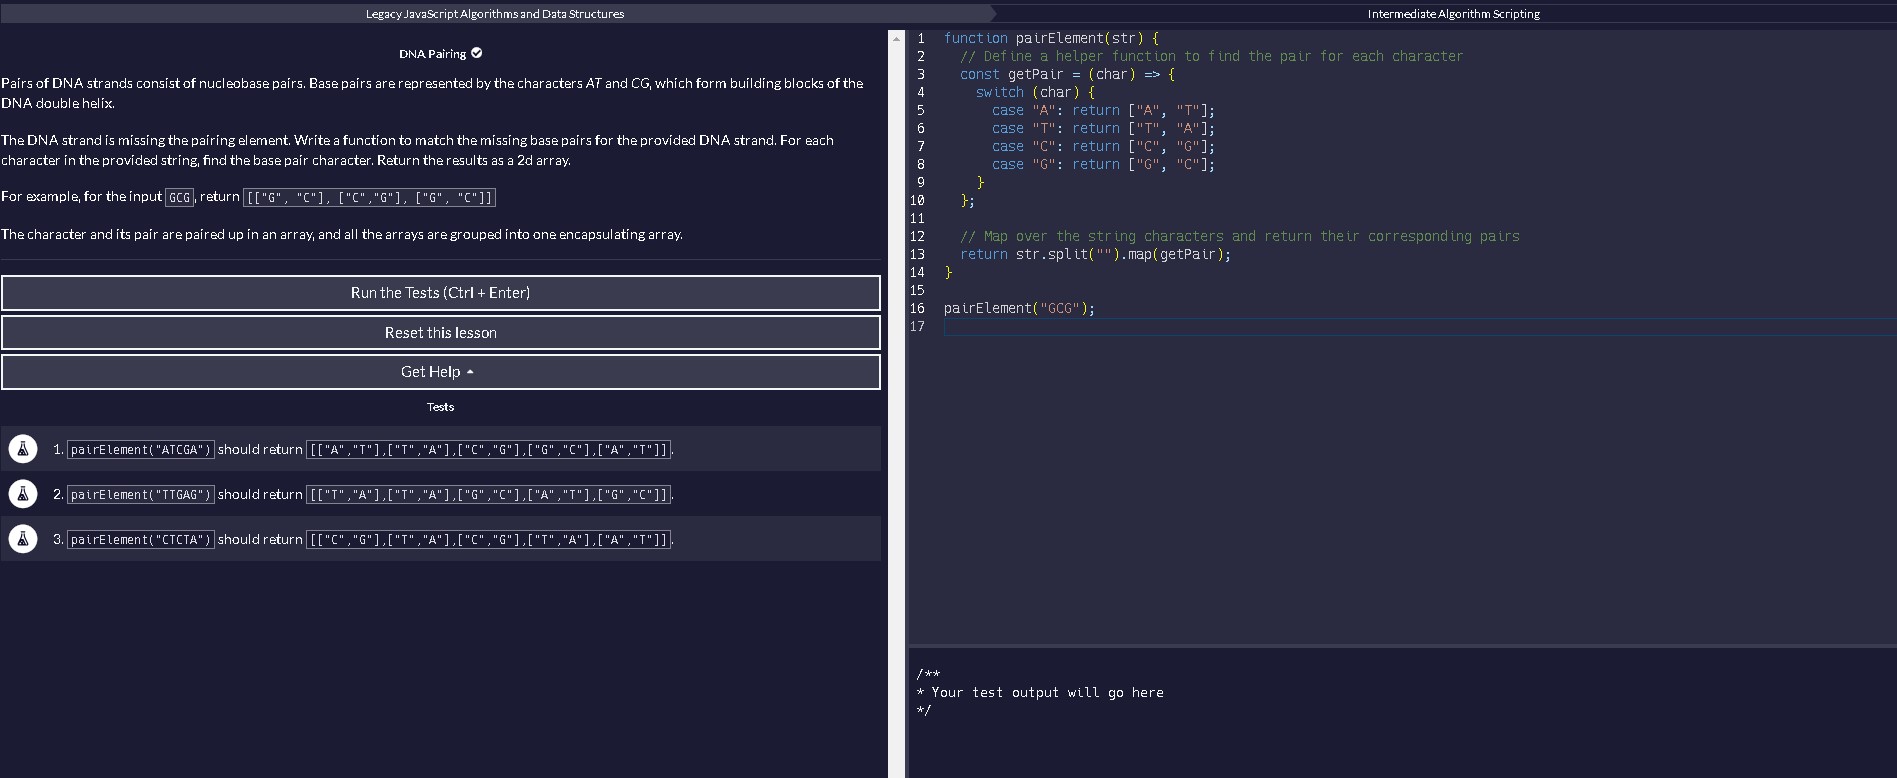 Legacy JavaScript Algorithms and Data Structures
Intermediate Algorithm Scripting
DNA Pairing
Pairs of DNA strands consist of nucleobase pairs. Base pairs are represented by the characters AT and CG, which form building blocks of the
DNA double helix.
The DNA strand is missing the pairing element. Write a function to match the missing base pairs for the provided DNA strand. For each
character in the provided string, find the base pair character. Return the results as a 2d array.
For example, for the input GCG, return [["G", "C"], ["C","G"], ["G", "C"]]
The character and its pair are paired up in an array, and all the arrays are grouped into one encapsulating array.
Run the Tests (Ctrl + Enter)
Reset this lesson
Get Help
Tests
1. pairElement("ATCGA") should return [["A","T"],["T","A"],["C","G"],["G","C"],["A","T"]].
2. pairElement("TTGAG") should return [["T","A"],["T","A"],["G","C"],["A","T"],["G","C"]].
3. pairElement("CTCTA") should return [["C","G"],["T","A"],["C","G"],["T","A"],["A","T"]].
1 function pairElement(str) {
2 // Define a helper function to find the pair for each character
3 const getPair = (char) => {
4 switch (char) {
5 case "A": return ["A", "T"];
6 case "T": return ["T", "A"];
7 case "C": return ["C", "G"];
8 case "G": return ["G", "C"];
9 }
10 };
11
12 // Map over the string characters and return their corresponding pairs
13 return str.split("").map(getPair);
14 }
15
16 pairElement("GCG");
17
/**
* Your test output will go here
*/